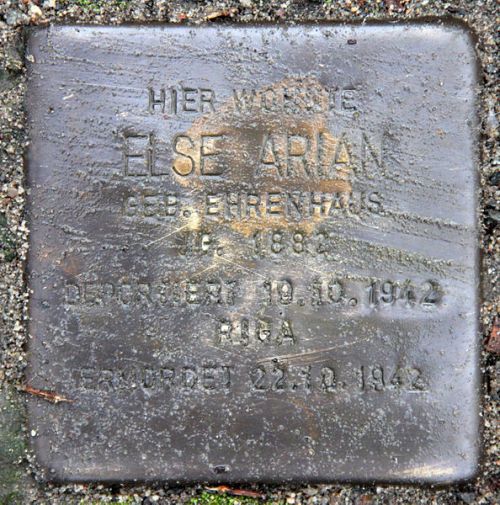 HIER WOHNTE
ELSE ARIAN
GEB. EHRENHAUS
JG. 1882
DEPORTIERT 19.10.1942
RIGA
ERMORDET 22.10.1942